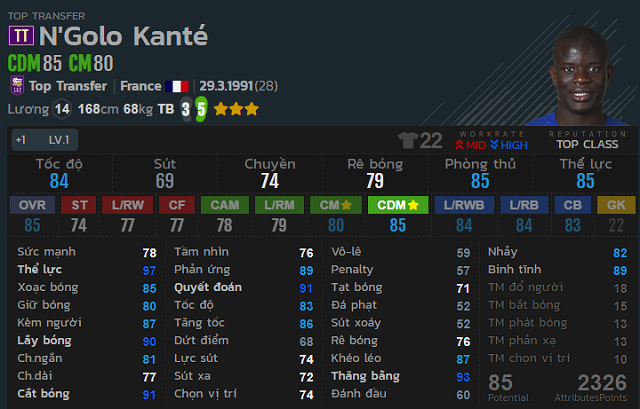 TOP TRANSFER
TT N'Golo Kanté
CDM 85 CM 80
Top Transfer France 29.3.1991 (28)
Lương 14 168cm 68kg TB 3 5
+1 LV.1 22 WORKRATE MID HIGH REPUTATION TOP CLASS
Tốc độ Sút Chuyền Rê bóng Phòng thủ Thể lực
84 69 74 79 85 85
OVR ST L/RW CF CAM L/RM CM CDM L/RWB L/RB CB GK
85 74 77 77 78 79 80 85 84 84 83 22
Sức mạnh 78 Tầm nhìn 76 Vô-lê 59 Nhảy 82
Thể lực 97 Phản ứng 89 Penalty 57 Bình tĩnh 89
Xoạc bóng 85 Quyết đoán 91 Tạt bóng 71 TM đổ người 18
Giữ bóng 80 Tốc độ 83 Đá phạt 52 TM bắt bóng 15
Kèm người 87 Tăng tốc 86 Sút xoáy 52 TM phát bóng 13
Lấy bóng 90 Dứt điểm 68 Rê bóng 76 TM phản xạ 13
Ch.ngắn 81 Lực sút 74 Khéo léo 87 TM chọn vị trí 10
Ch.dài 77 Sút xa 72 Thăng bằng 93 85 2326
Cắt bóng 91 Chọn vị trí 74 Đánh đầu 60 Potential AttributesPoints